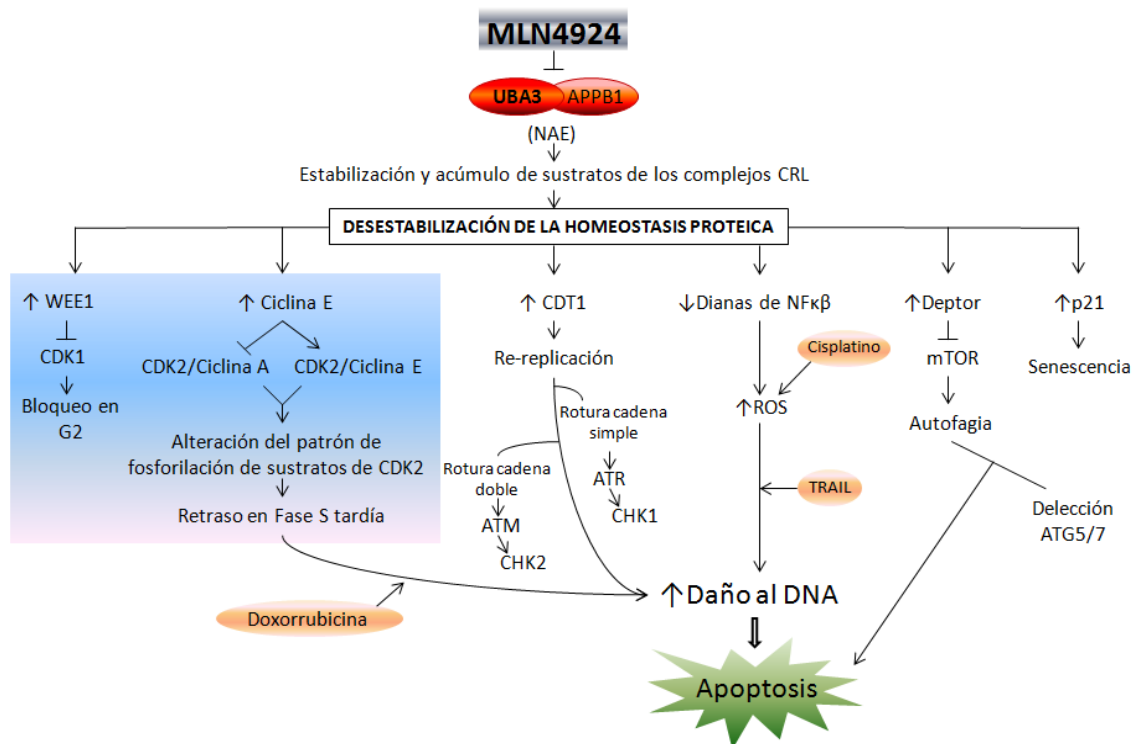 MLN4924
UBA3 APPB1
(NAE)
Estabilización y acúmulo de sustratos de los complejos CRL
DESESTABILIZACIÓN DE LA HOMEOSTASIS PROTEICA
↑ WEE1
CDK1
Bloqueo en
G2
↑ Ciclina E
CDK2/Ciclina A
CDK2/Ciclina E
Alteración del patrón de
fosforilación de sustratos de CDK2
Retraso en Fase S tardía
Doxorrubicina
↑ CDT1
Re-replicación
Rotura cadena
simple
ATR
CHK1
Rotura cadena
doble
ATM
CHK2
↓Dianas de NFκβ
Cisplatino
↑ROS
TRAIL
↑Deptor
mTOR
Autofagia
Delección
ATG5/7
↑p21
Senescencia
↑Daño al DNA
Apoptosis